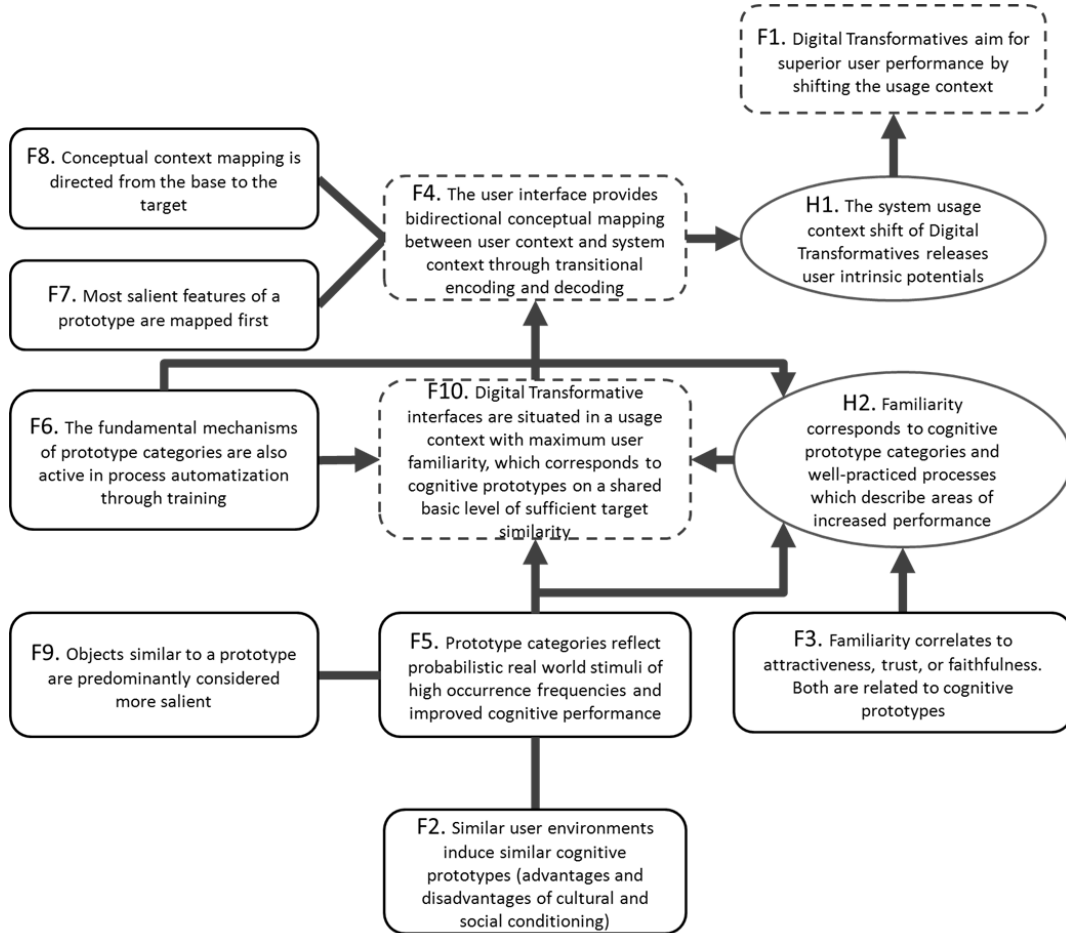 F1. Digital Transformatives aim for
superior user performance by
shifting the usage context
F8. Conceptual context mapping is
directed from the base to the
target
F4. The user interface provides
bidirectional conceptual mapping
between user context and system
context through transitional
encoding and decoding
H1. The system usage
context shift of Digital
Transformatives releases
user intrinsic potentials
F7. Most salient features of a
prototype are mapped first
F6. The fundamental mechanisms
of prototype categories are also
active in process automatization
through training
F10. Digital Transformative
interfaces are situated in a usage
context with maximum user
familiarity, which corresponds to
cognitive prototypes on a shared
basic level of sufficient target
similarity
H2. Familiarity
corresponds to cognitive
prototype categories and
well-practiced processes
which describe areas of
increased performance
F9. Objects similar to a prototype
are predominantly considered
more salient
F5. Prototype categories reflect
probabilistic real world stimuli of
high occurrence frequencies and
improved cognitive performance
F3. Familiarity correlates to
attractiveness, trust, or faithfulness.
Both are related to cognitive
prototypes
F2. Similar user environments
induce similar cognitive
prototypes (advantages and
disadvantages of cultural and
social conditioning)